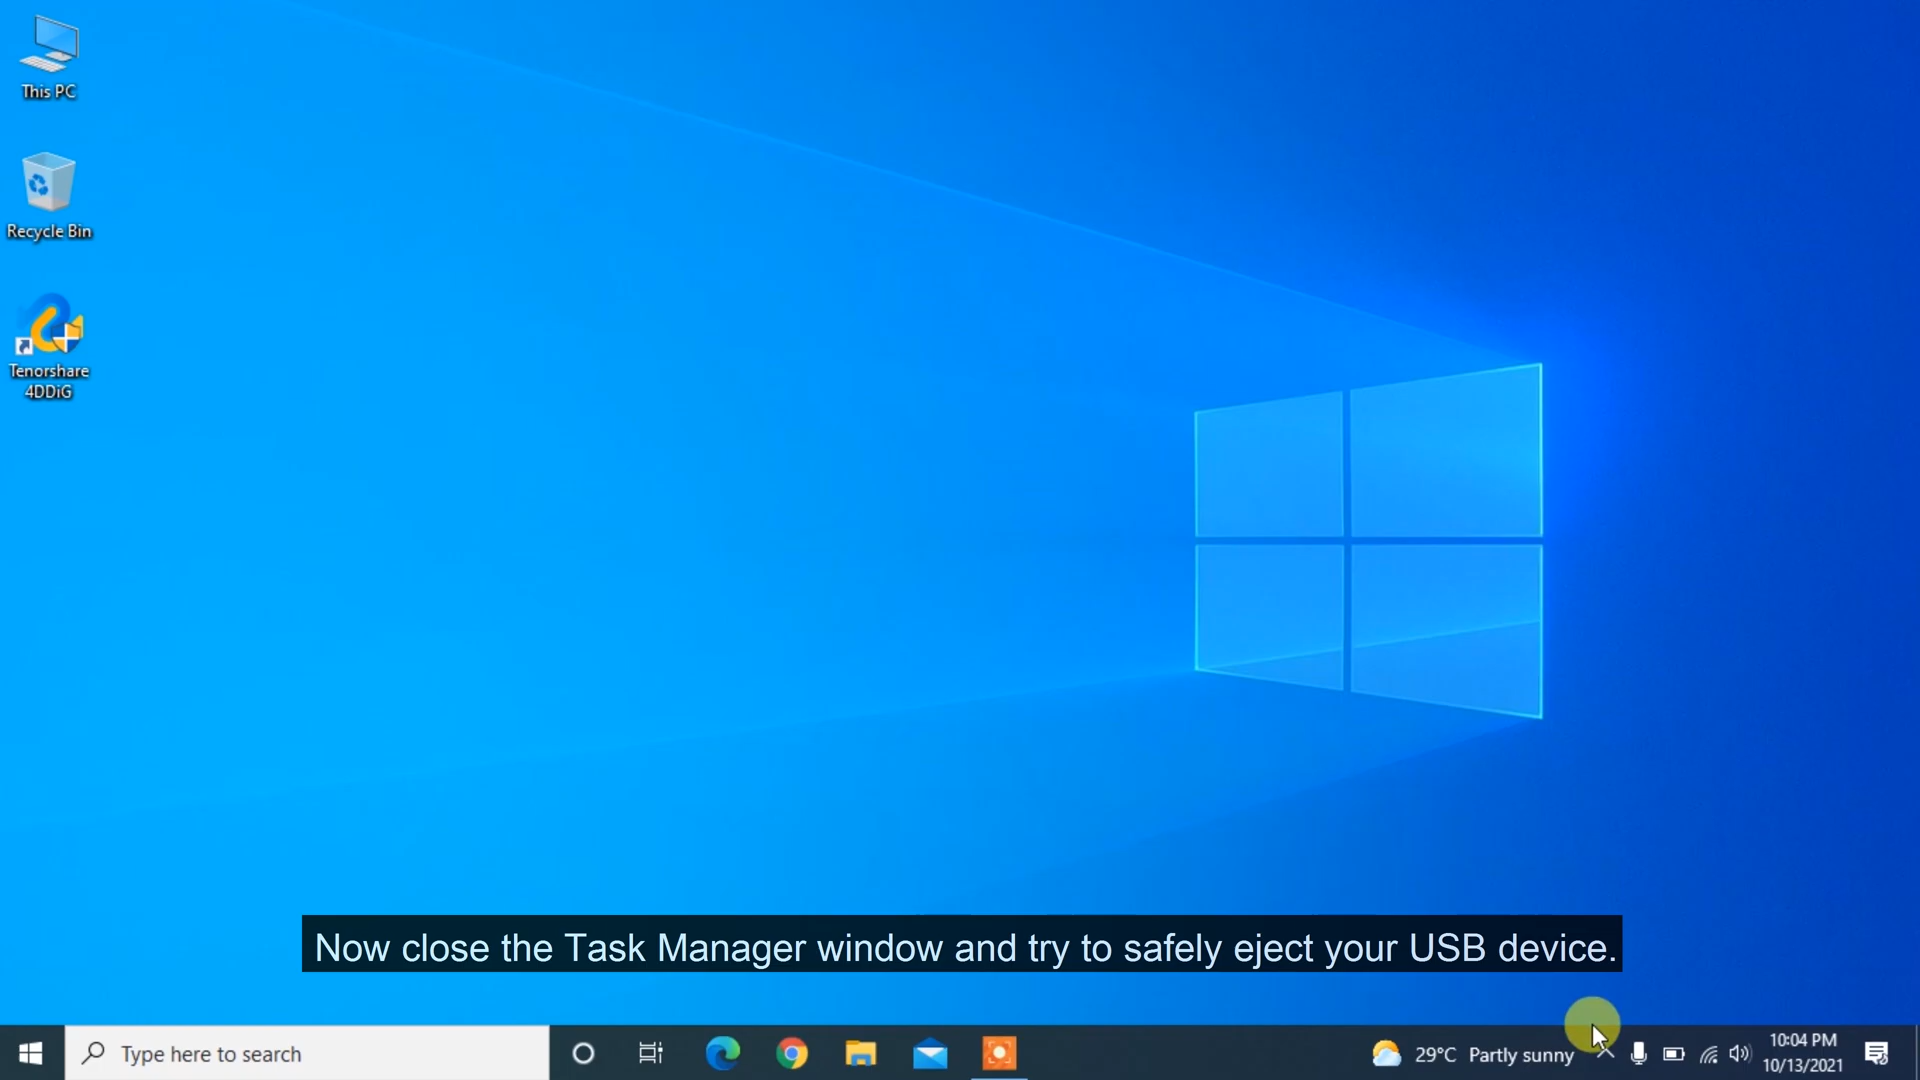 This PC
Recycle Bin
Tenorshare
4DDiG
Now close the Task Manager window and try to safely eject your USB device.
Type here to search
29°C Partly sunny
10:04 PM
10/13/2021